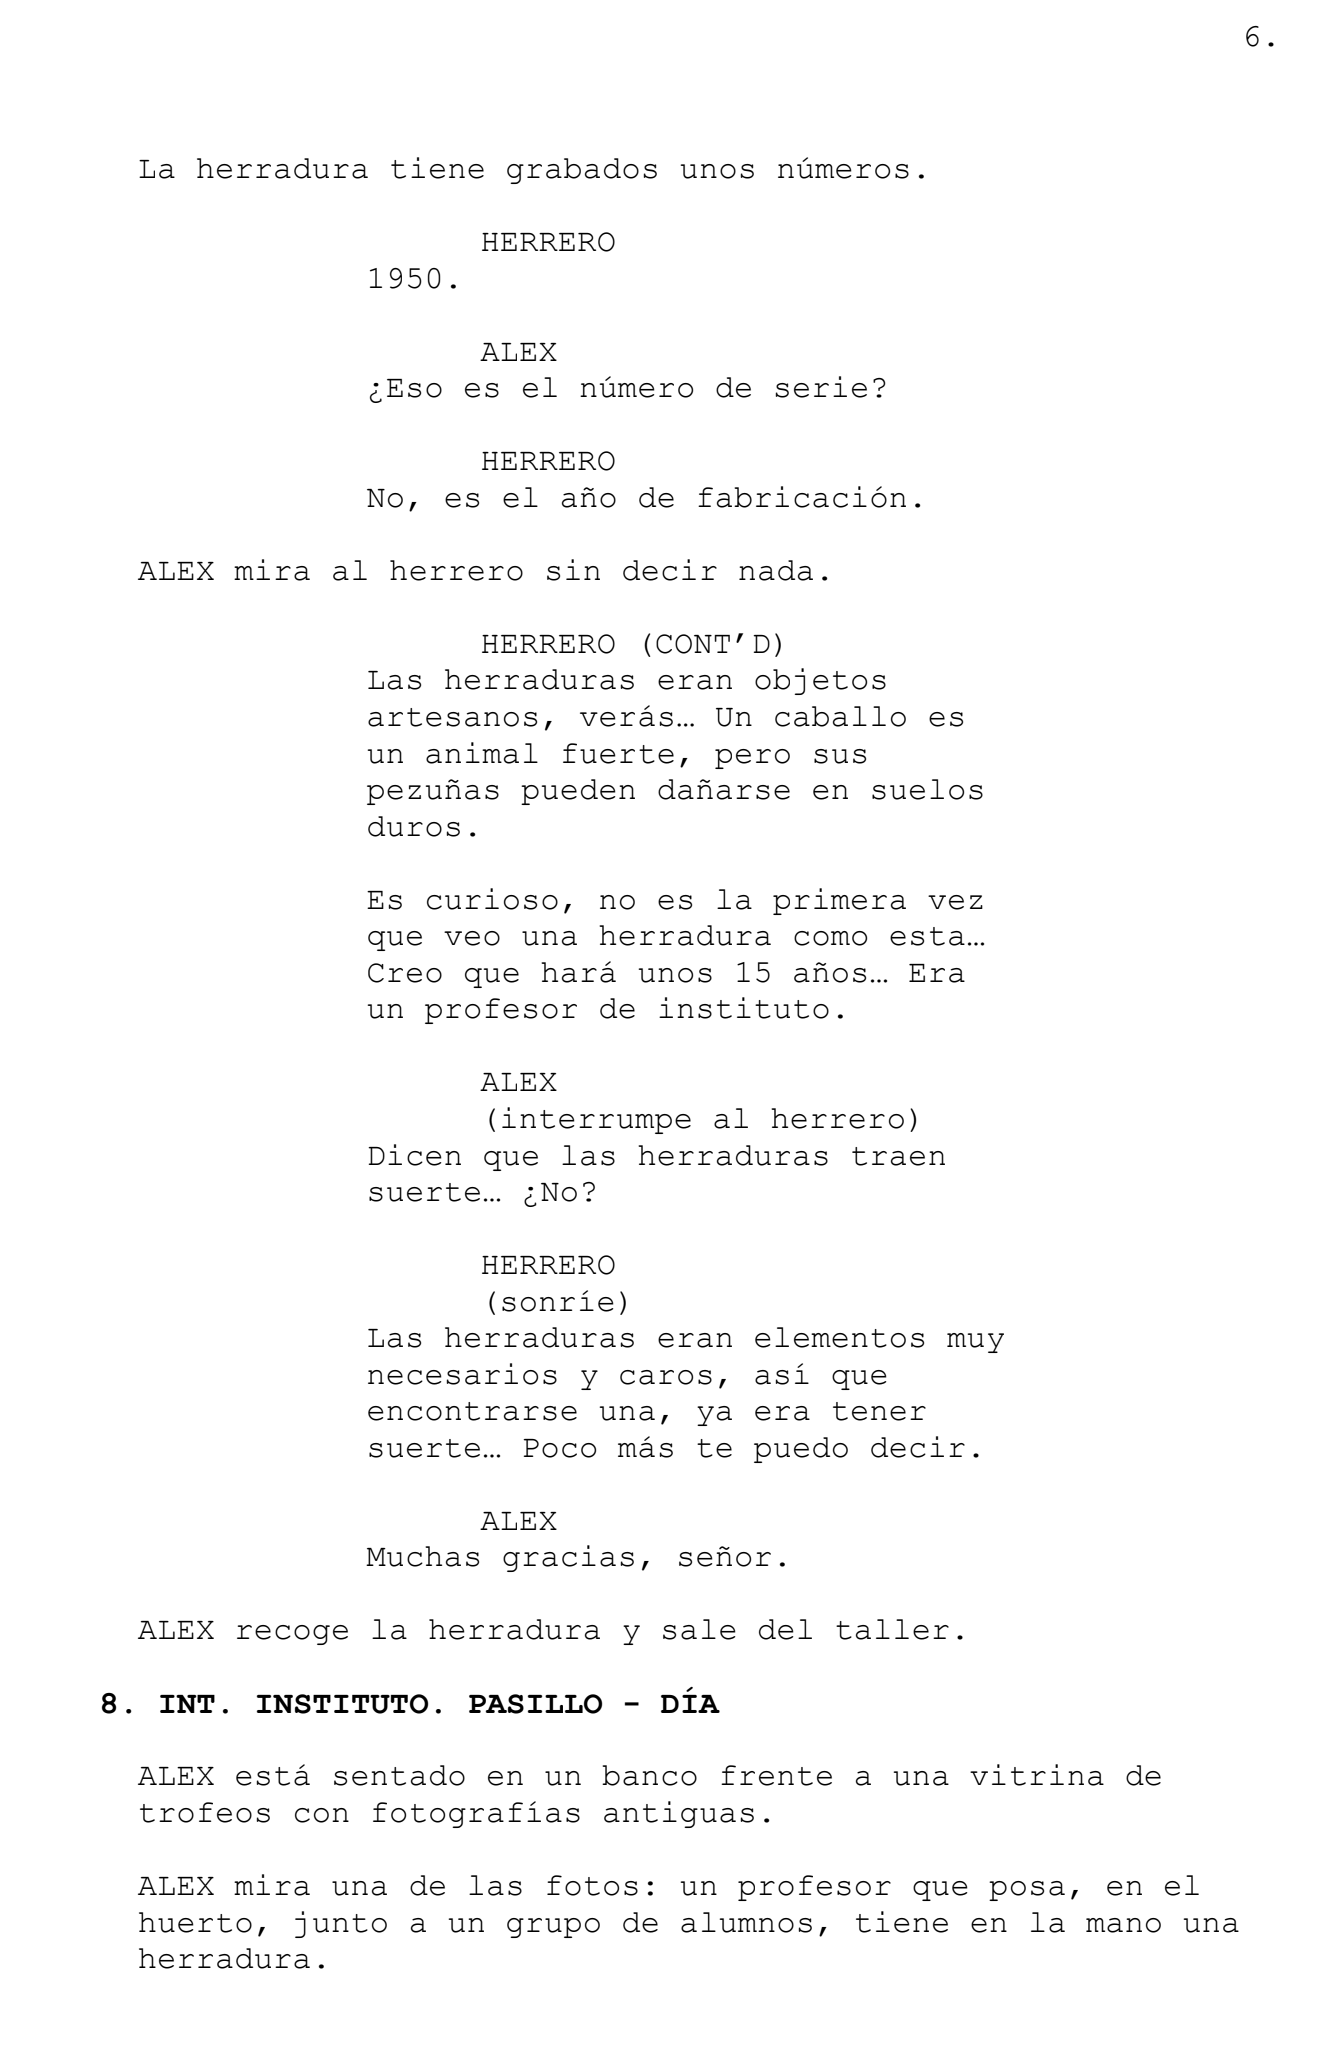 6.
La herradura tiene grabados unos números.
HERRERO
1950.
ALEX
¿Eso es el número de serie?
HERRERO
No, es el año de fabricación.
ALEX mira al herrero sin decir nada.
HERRERO (CONT'D)
Las herraduras eran objetos
artesanos, verás… Un caballo es
un animal fuerte, pero sus
pezuñas pueden dañarse en suelos
duros.
Es curioso, no es la primera vez
que veo una herradura como esta…
Creo que hará unos 15 años… Era
un profesor de instituto.
ALEX
(interrumpe al herrero)
Dicen que las herraduras traen
suerte… ¿No?
HERRERO
(sonríe)
Las herraduras eran elementos muy
necesarios y caros, así que
encontrarse una, ya era tener
suerte… Poco más te puedo decir.
ALEX
Muchas gracias, señor.
ALEX recoge la herradura y sale del taller.
8. INT. INSTITUTO. PASILLO - DÍA
ALEX está sentado en un banco frente a una vitrina de
trofeos con fotografías antiguas.
ALEX mira una de las fotos: un profesor que posa, en el
huerto, junto a un grupo de alumnos, tiene en la mano una
herradura.